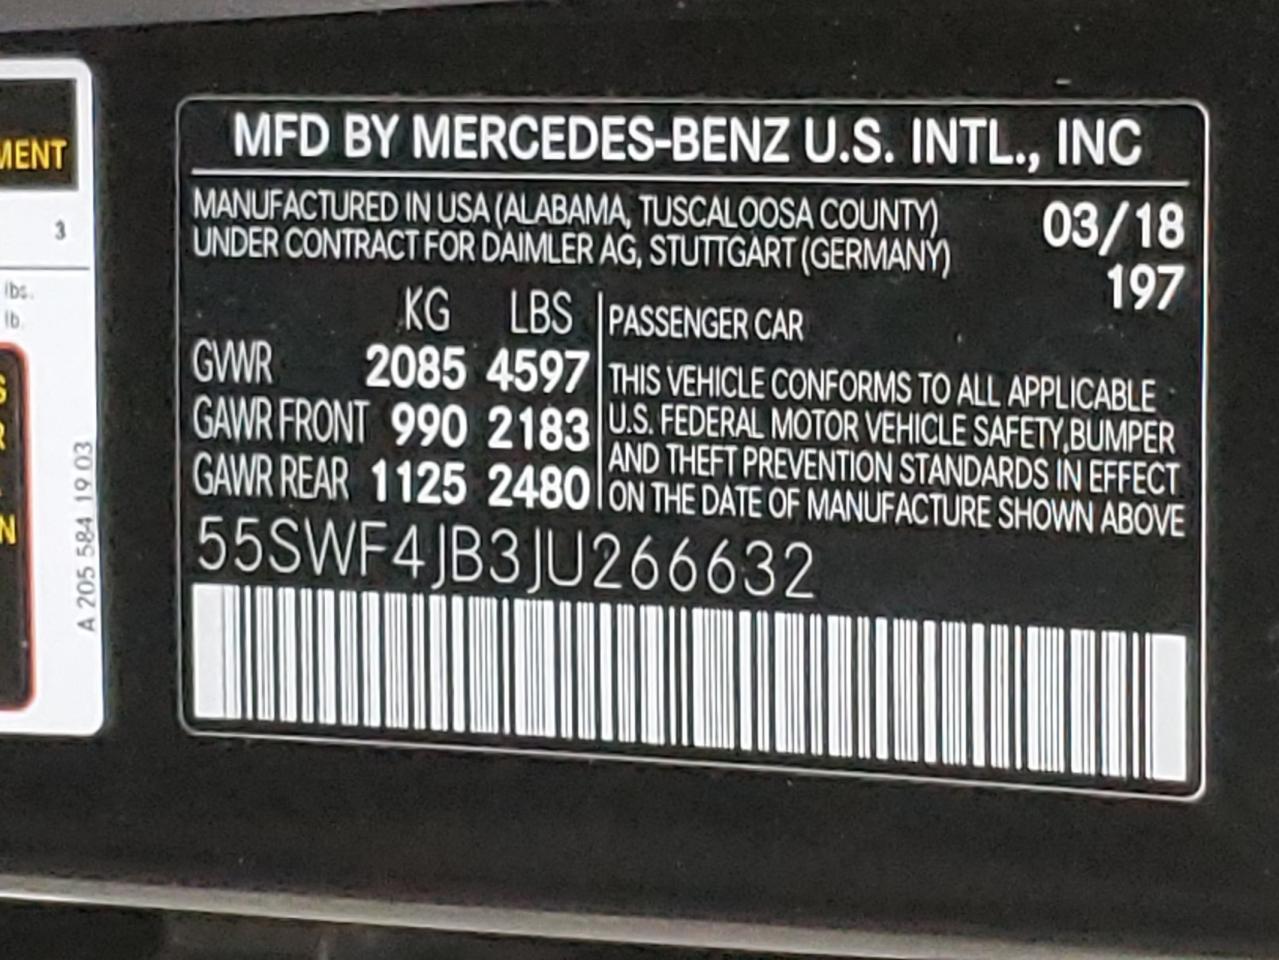 MENT
3
lbs.
lb.
S
R
N
A 205 584 19 03
MFD BY MERCEDES-BENZ U.S. INTL., INC
MANUFACTURED IN USA (ALABAMA, TUSCALOOSA COUNTY)
UNDER CONTRACT FOR DAIMLER AG, STUTTGART (GERMANY)
03/18
197
KG LBS
GVWR 2085 4597
GAWR FRONT 990 2183
GAWR REAR 1125 2480
PASSENGER CAR
THIS VEHICLE CONFORMS TO ALL APPLICABLE
U.S. FEDERAL MOTOR VEHICLE SAFETY,BUMPER
AND THEFT PREVENTION STANDARDS IN EFFECT
ON THE DATE OF MANUFACTURE SHOWN ABOVE
55SWF4JB3JU266632